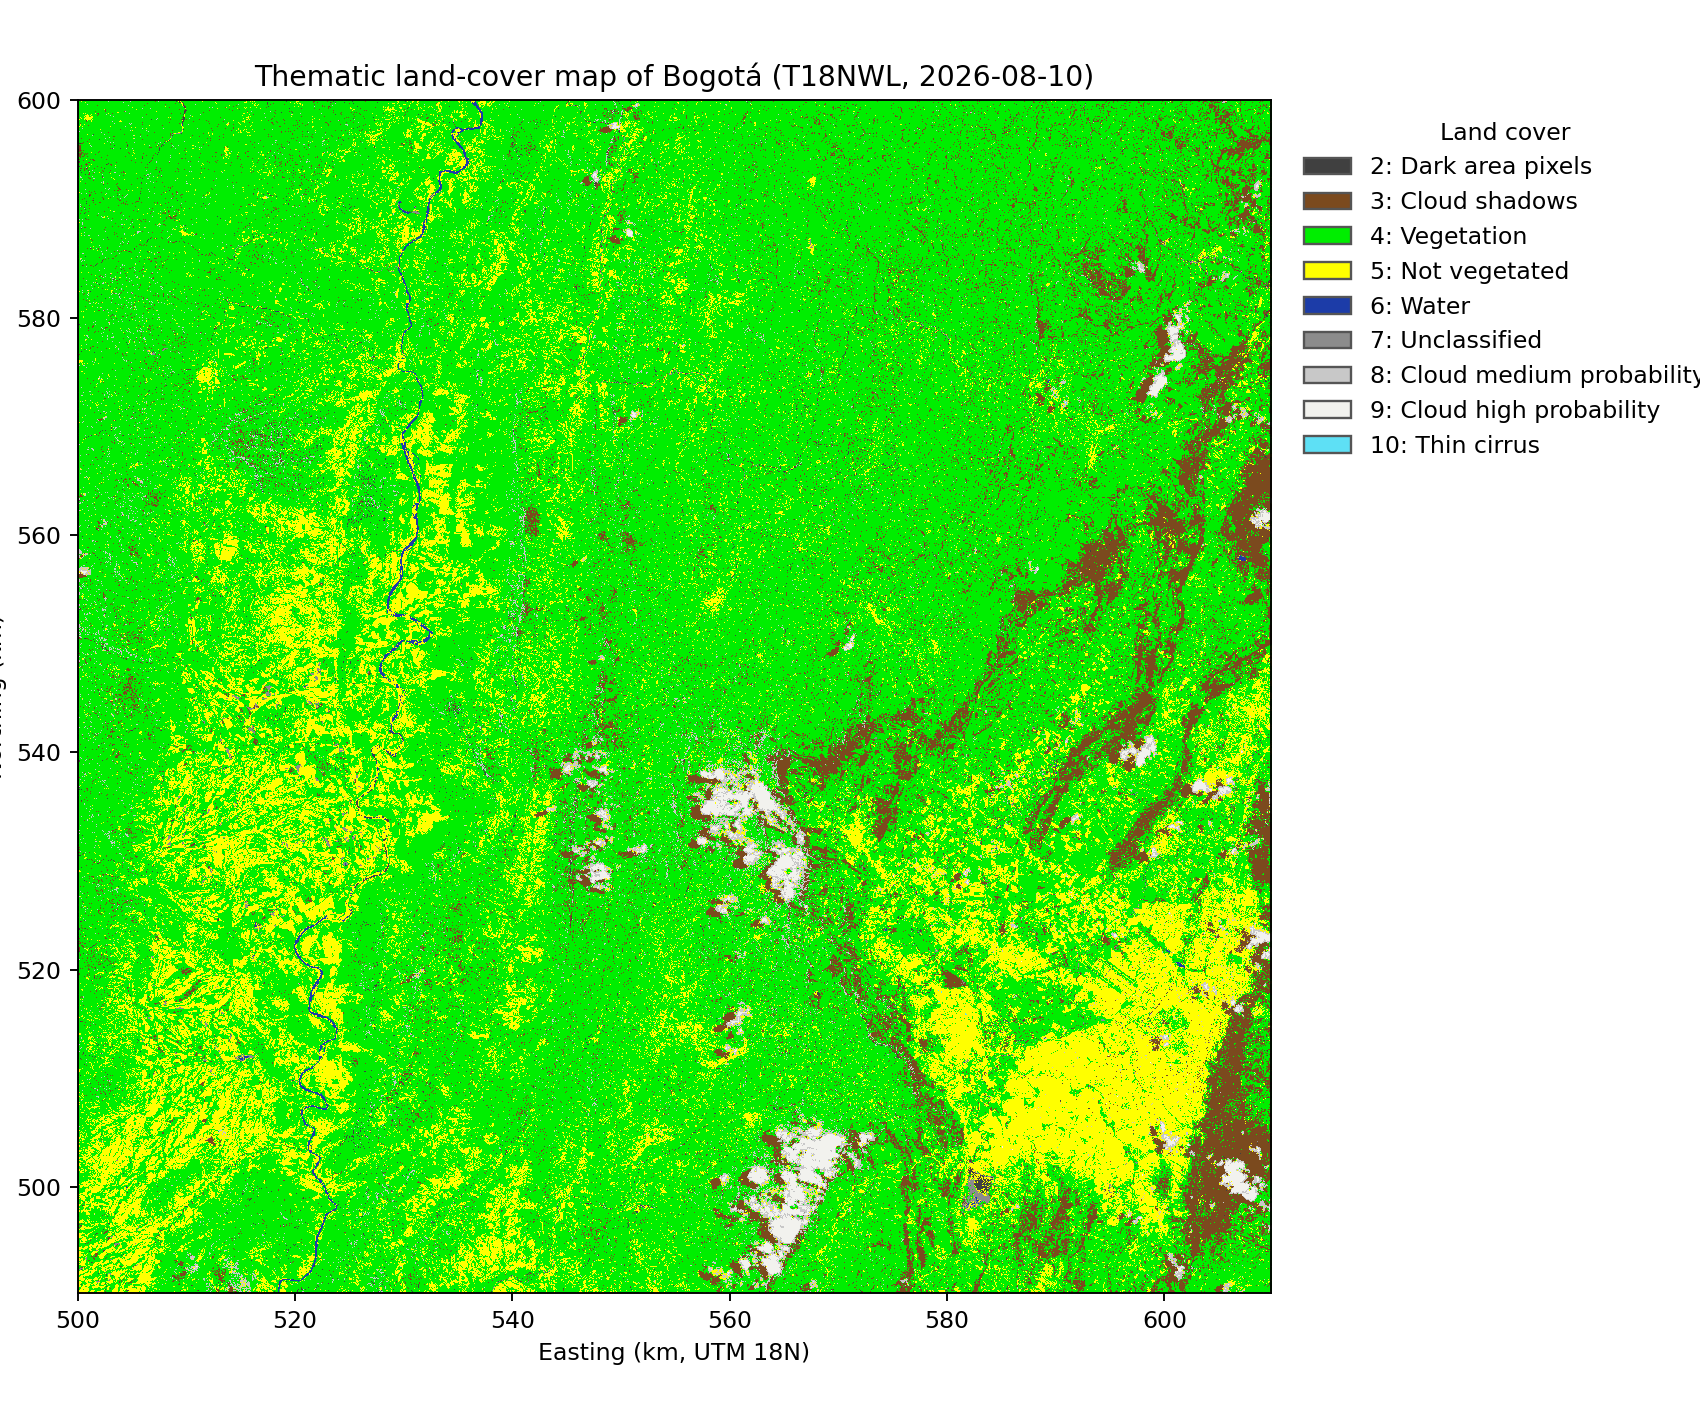 Thematic land-cover map of Bogotá (T18NWL, 2026-08-10)
600
580
560
540
520
500
500
520
540
560
580
600
Easting (km, UTM 18N)
Land cover
2: Dark area pixels
3: Cloud shadows
4: Vegetation
5: Not vegetated
6: Water
7: Unclassified
8: Cloud medium probability
9: Cloud high probability
10: Thin cirrus